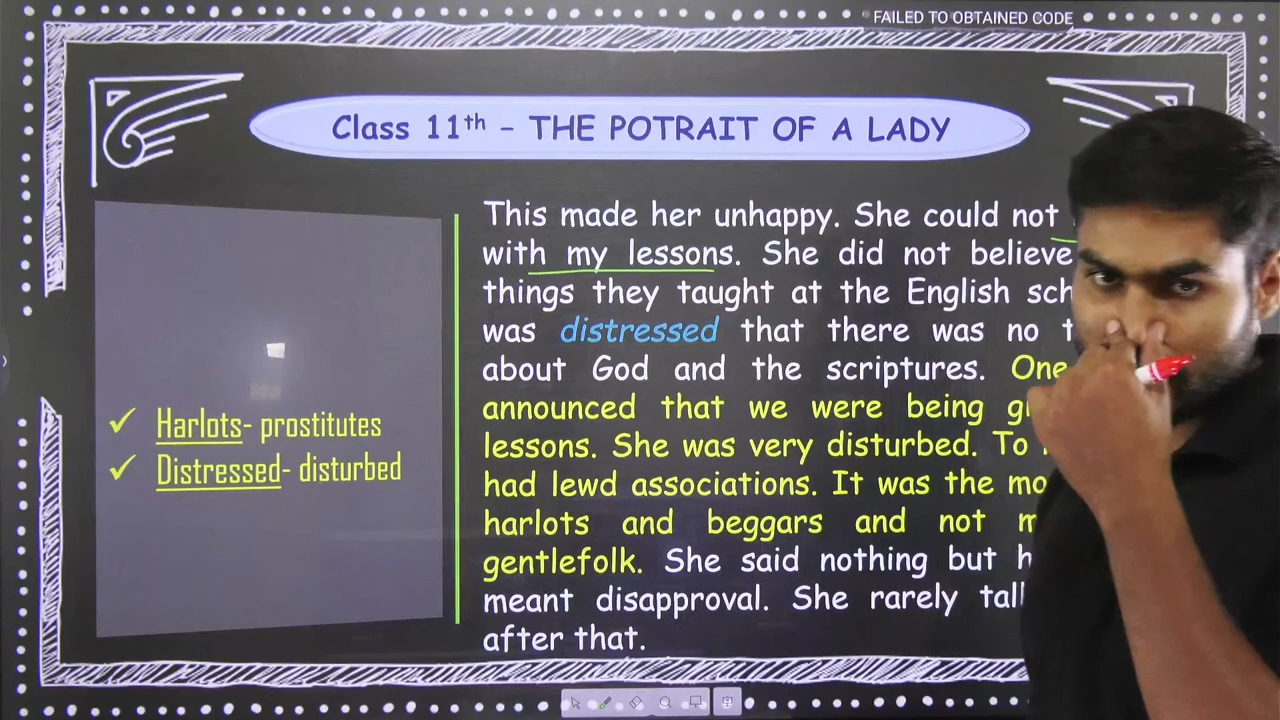 FAILED TO OBTAINED CODE
Class 11th - THE POTRAIT OF A LADY
This made her unhappy. She could not
with my lessons. She did not believe
things they taught at the English
was distressed that there was no
about God and the scriptures. One
announced that we were being
lessons. She was very disturbed. To
had lewd associations. It was the
harlots and beggars and not
gentlefolk. She said nothing but
meant disapproval. She rarely
after that.
✓ Harlots- prostitutes
✓ Distressed- disturbed